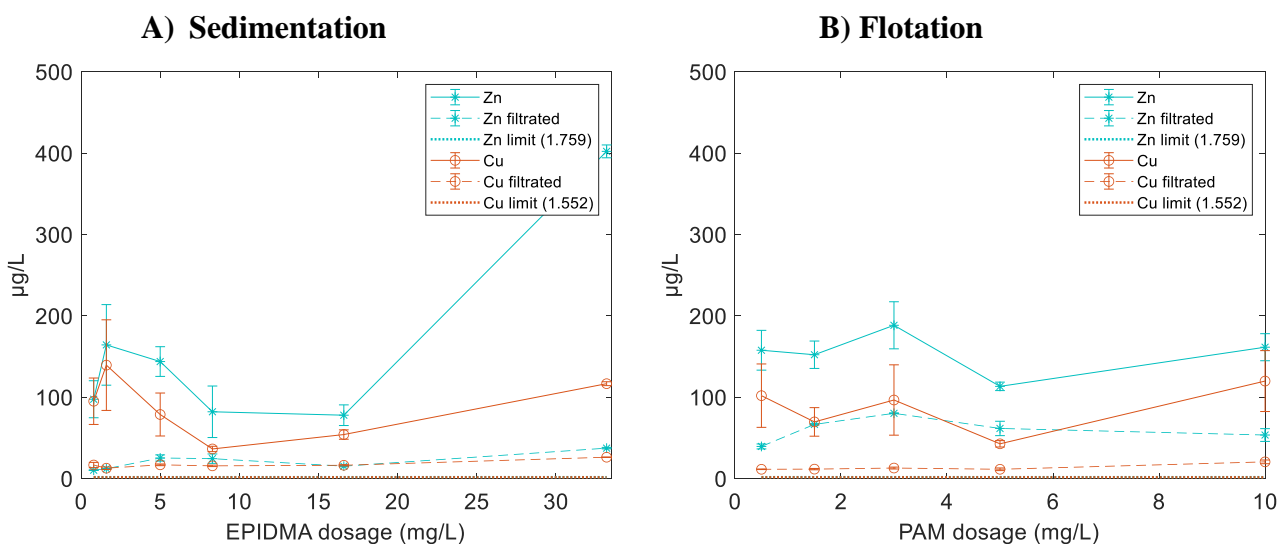 A) Sedimentation
500
400
300
200
100
0
µg/L
0
5
10
15
20
25
30
EPIDMA dosage (mg/L)
Zn
Zn filtrated
Zn limit (1.759)
Cu
Cu filtrated
Cu limit (1.552)
B) Flotation
500
400
300
200
100
0
µg/L
0
2
4
6
8
10
PAM dosage (mg/L)
Zn
Zn filtrated
Zn limit (1.759)
Cu
Cu filtrated
Cu limit (1.552)